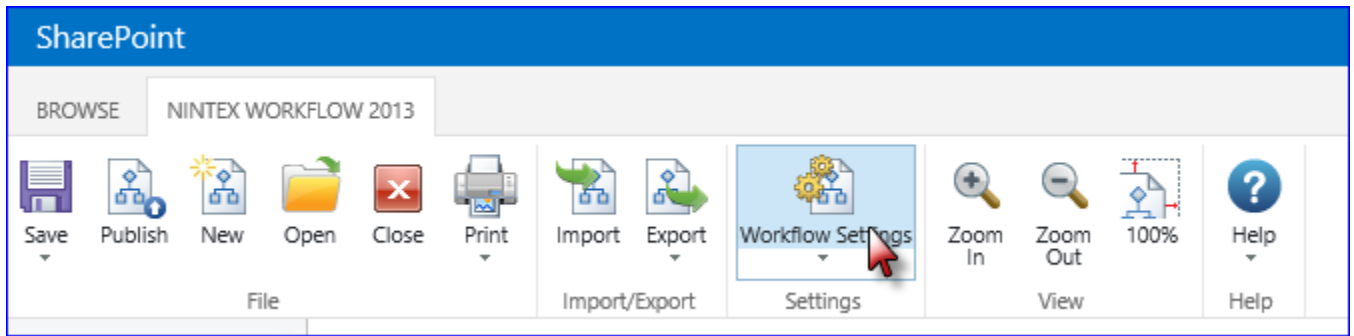 SharePoint
BROWSE NINTEX WORKFLOW 2013
Save Publish New Open Close Print Import Export Workflow Settings Zoom In Zoom Out 100% Help
File Import/Export Settings View Help